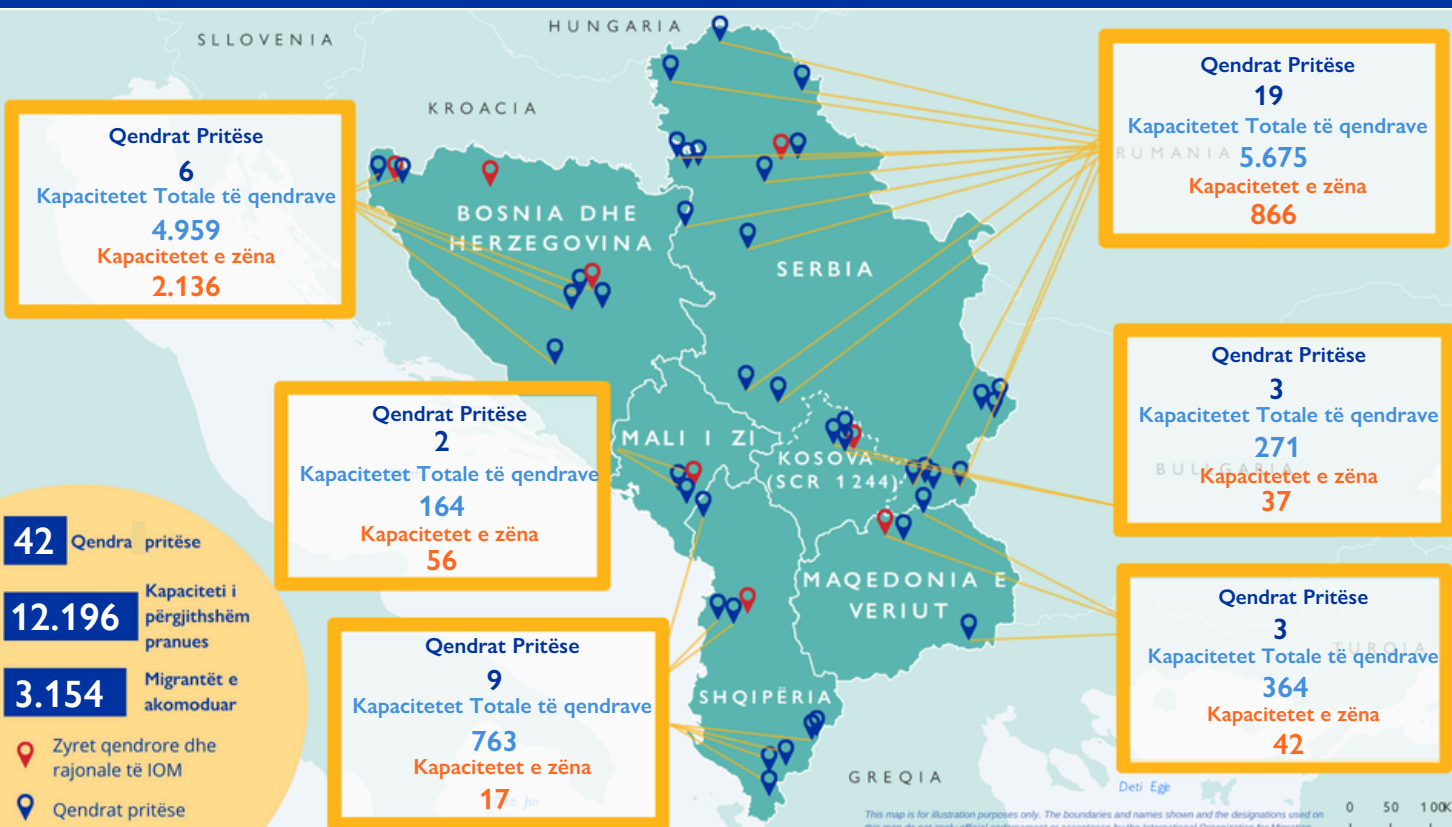 SLLOVENIA
HUNGARIA
KROACIA
RUMANIA
BOSNIA DHE
HERZEGOVINA
SERBIA
MALI I ZI
KOSOVA
(SCR 1244)
BULLGARIA
MAQEDONIA E
VERIUT
SHQIPËRIA
GREQIA
TURQIA
Deti Egje
Qendrat Pritëse
6
Kapacitetet Totale të qendrave
4.959
Kapacitetet e zëna
2.136
Qendrat Pritëse
19
Kapacitetet Totale të qendrave
5.675
Kapacitetet e zëna
866
Qendrat Pritëse
2
Kapacitetet Totale të qendrave
164
Kapacitetet e zëna
56
Qendrat Pritëse
3
Kapacitetet Totale të qendrave
271
Kapacitetet e zëna
37
Qendrat Pritëse
9
Kapacitetet Totale të qendrave
763
Kapacitetet e zëna
17
Qendrat Pritëse
3
Kapacitetet Totale të qendrave
364
Kapacitetet e zëna
42
42 Qendra pritëse
12.196 Kapaciteti i
përgjithshëm
pranues
3.154 Migrantët e
akomoduar
Zyret qendrore dhe
rajonale të IOM
Qendrat pritëse
This map is for illustration purposes only. The boundaries and names shown and the designations used on
0 50 100K